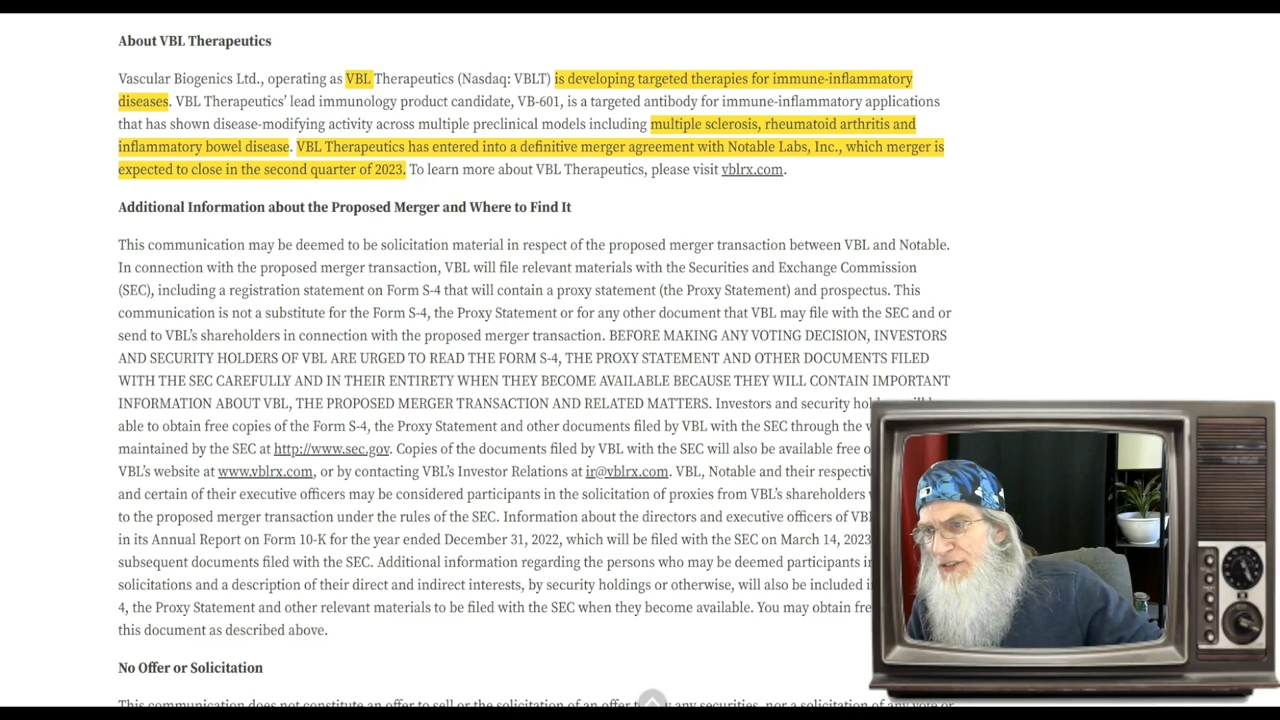 About VBL Therapeutics
Vascular Biogenics Ltd., operating as VBL Therapeutics (Nasdaq: VBLT) is developing targeted therapies for immune-inflammatory
diseases. VBL Therapeutics’ lead immunology product candidate, VB-601, is a targeted antibody for immune-inflammatory applications
that has shown disease-modifying activity across multiple preclinical models including multiple sclerosis, rheumatoid arthritis and
inflammatory bowel disease. VBL Therapeutics has entered into a definitive merger agreement with Notable Labs, Inc., which merger is
expected to close in the second quarter of 2023. To learn more about VBL Therapeutics, please visit vblrx.com.
Additional Information about the Proposed Merger and Where to Find It
This communication may be deemed to be solicitation material in respect of the proposed merger transaction between VBL and Notable.
In connection with the proposed merger transaction, VBL will file relevant materials with the Securities and Exchange Commission
(SEC), including a registration statement on Form S-4 that will contain a proxy statement (the Proxy Statement) and prospectus. This
communication is not a substitute for the Form S-4, the Proxy Statement or for any other document that VBL may file with the SEC and or
send to VBL’s shareholders in connection with the proposed merger transaction. BEFORE MAKING ANY VOTING DECISION, INVESTORS
AND SECURITY HOLDERS OF VBL ARE URGED TO READ THE FORM S-4, THE PROXY STATEMENT AND OTHER DOCUMENTS FILED
WITH THE SEC CAREFULLY AND IN THEIR ENTIRETY WHEN THEY BECOME AVAILABLE BECAUSE THEY WILL CONTAIN IMPORTANT
INFORMATION ABOUT VBL, THE PROPOSED MERGER TRANSACTION AND RELATED MATTERS. Investors and security
able to obtain free copies of the Form S-4, the Proxy Statement and other documents filed by VBL with the SEC through the
maintained by the SEC at http://www.sec.gov. Copies of the documents filed by VBL with the SEC will also be available free
VBL’s website at www.vblrx.com, or by contacting VBL’s Investor Relations at ir@vblrx.com. VBL, Notable and their
and certain of their executive officers may be considered participants in the solicitation of proxies from VBL’s shareholders
to the proposed merger transaction under the rules of the SEC. Information about the directors and executive officers of
in its Annual Report on Form 10-K for the year ended December 31, 2022, which will be filed with the SEC on March 14, 2023
subsequent documents filed with the SEC. Additional information regarding the persons who may be deemed participants
solicitations and a description of their direct and indirect interests, by security holdings or otherwise, will also be included
4, the Proxy Statement and other relevant materials to be filed with the SEC when they become available. You may obtain
this document as described above.
No Offer or Solicitation
This communication does not constitute an offer to sell or the solicitation of an offer any securities, nor a solicitation of any vote or